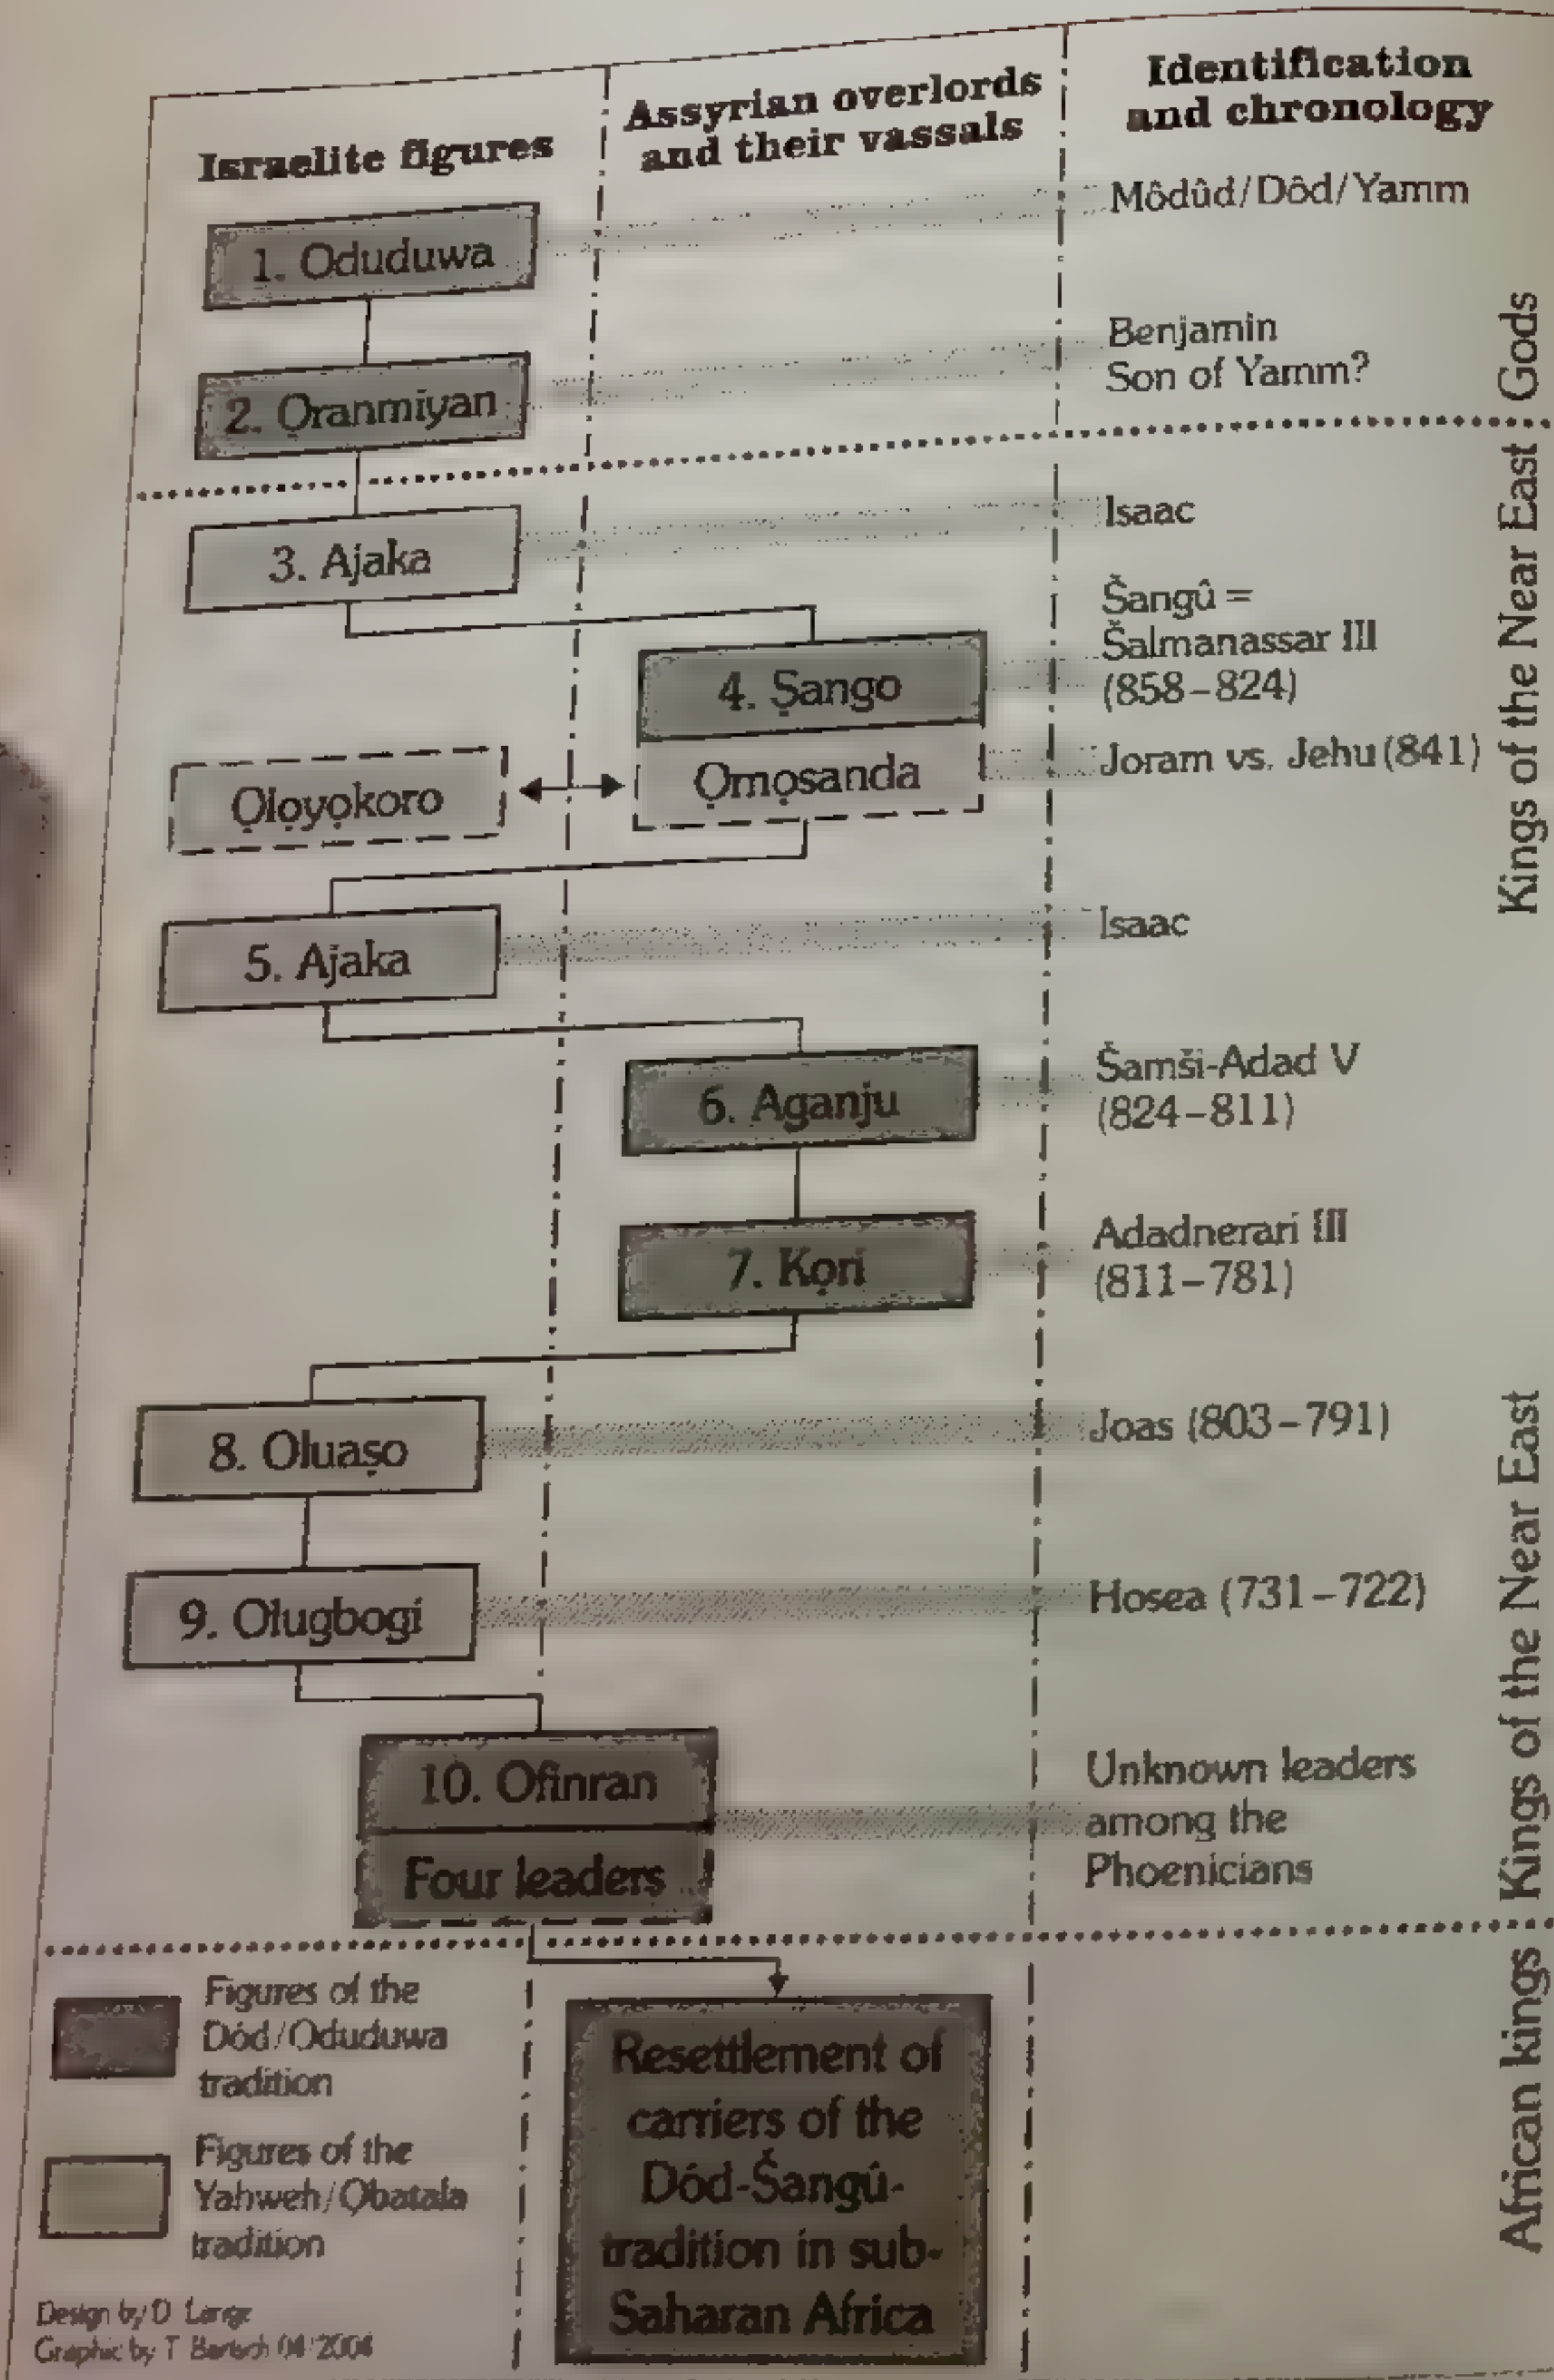 Israelite figures
Assyrian overlords
and their vassals
Identification
and chronology
1. Oduduwa
Môdûd/Dôd/Yamm
2. Ọranmiyan
Benjamin
Son of Yamm?
Gods
3. Ajaka
Isaac
4. Ṣango
Šangû =
Šalmanassar III
(858–824)
Ọlọyọkoro
Ọmọsanda
Joram vs. Jehu (841)
Kings of the Near East
5. Ajaka
Isaac
6. Aganju
Šamši-Adad V
(824–811)
7. Kọri
Adadnerari III
(811–781)
8. Oluaṣo
Joas (803–791)
9. Olugbogi
Hosea (731–722)
10. Ofinran
Four leaders
Unknown leaders
among the
Phoenicians
Kings of the Near East
Figures of the
Dôd/Oduduwa
tradition
Figures of the
Yahweh/Ọbatala
tradition
Resettlement of
carriers of the
Dôd-Šangû-
tradition in sub-
Saharan Africa
African kings
Design by D. Lange
Graphic by T. Bartsch 04/2004